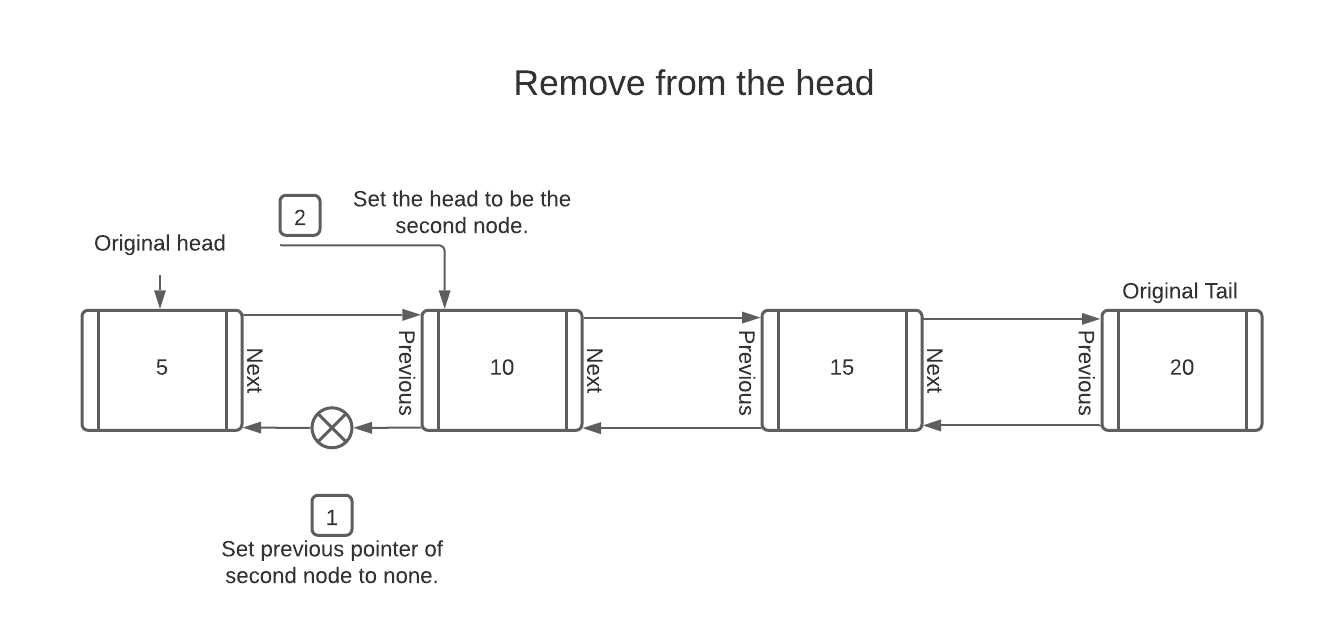 Remove from the head
2
Set the head to be the
second node.
Original head
Original Tail
5
Next
Previous
10
Next
Previous
15
Next
Previous
20
1
Set previous pointer of
second node to none.